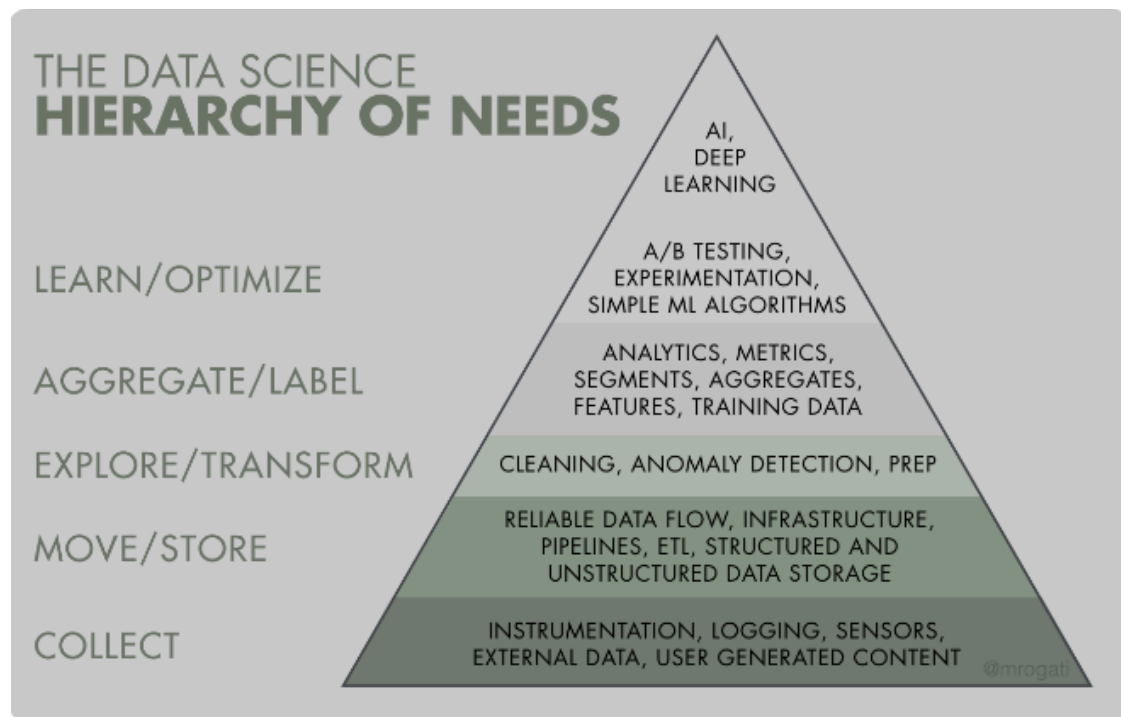 THE DATA SCIENCE
HIERARCHY OF NEEDS
AI,
DEEP
LEARNING
LEARN/OPTIMIZE
A/B TESTING,
EXPERIMENTATION,
SIMPLE ML ALGORITHMS
AGGREGATE/LABEL
ANALYTICS, METRICS,
SEGMENTS, AGGREGATES,
FEATURES, TRAINING DATA
EXPLORE/TRANSFORM
CLEANING, ANOMALY DETECTION, PREP
MOVE/STORE
RELIABLE DATA FLOW, INFRASTRUCTURE,
PIPELINES, ETL, STRUCTURED AND
UNSTRUCTURED DATA STORAGE
COLLECT
INSTRUMENTATION, LOGGING, SENSORS,
EXTERNAL DATA, USER GENERATED CONTENT
@mrogati